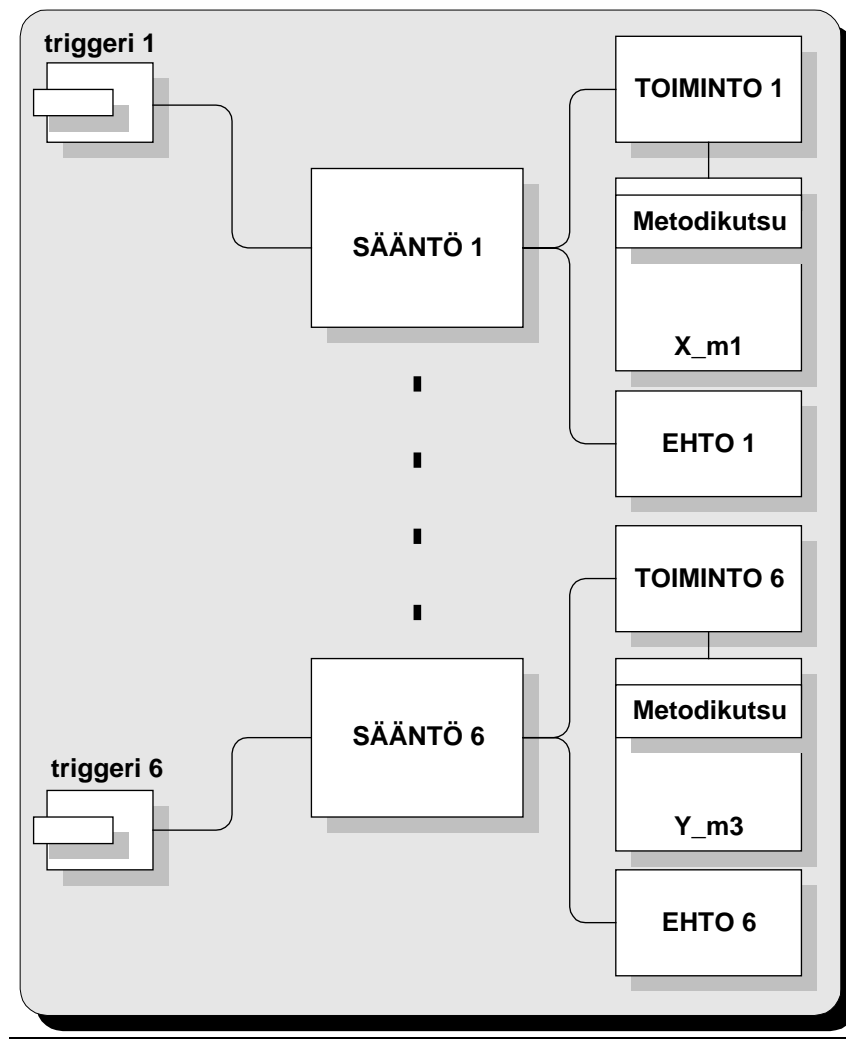 triggeri 1
TOIMINTO 1
Metodikutsu
SÄÄNTÖ 1
X_m1
EHTO 1
TOIMINTO 6
Metodikutsu
SÄÄNTÖ 6
triggeri 6
Y_m3
EHTO 6